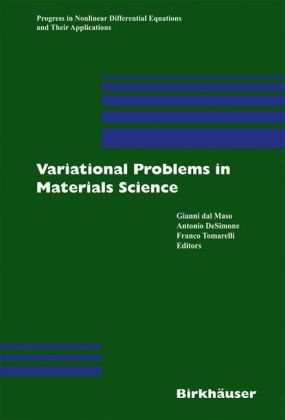 Progress in Nonlinear Differential Equations
and Their Applications
Variational Problems in
Materials Science
Gianni dal Maso
Antonio DeSimone
Franco Tomarelli
Editors
Birkhäuser